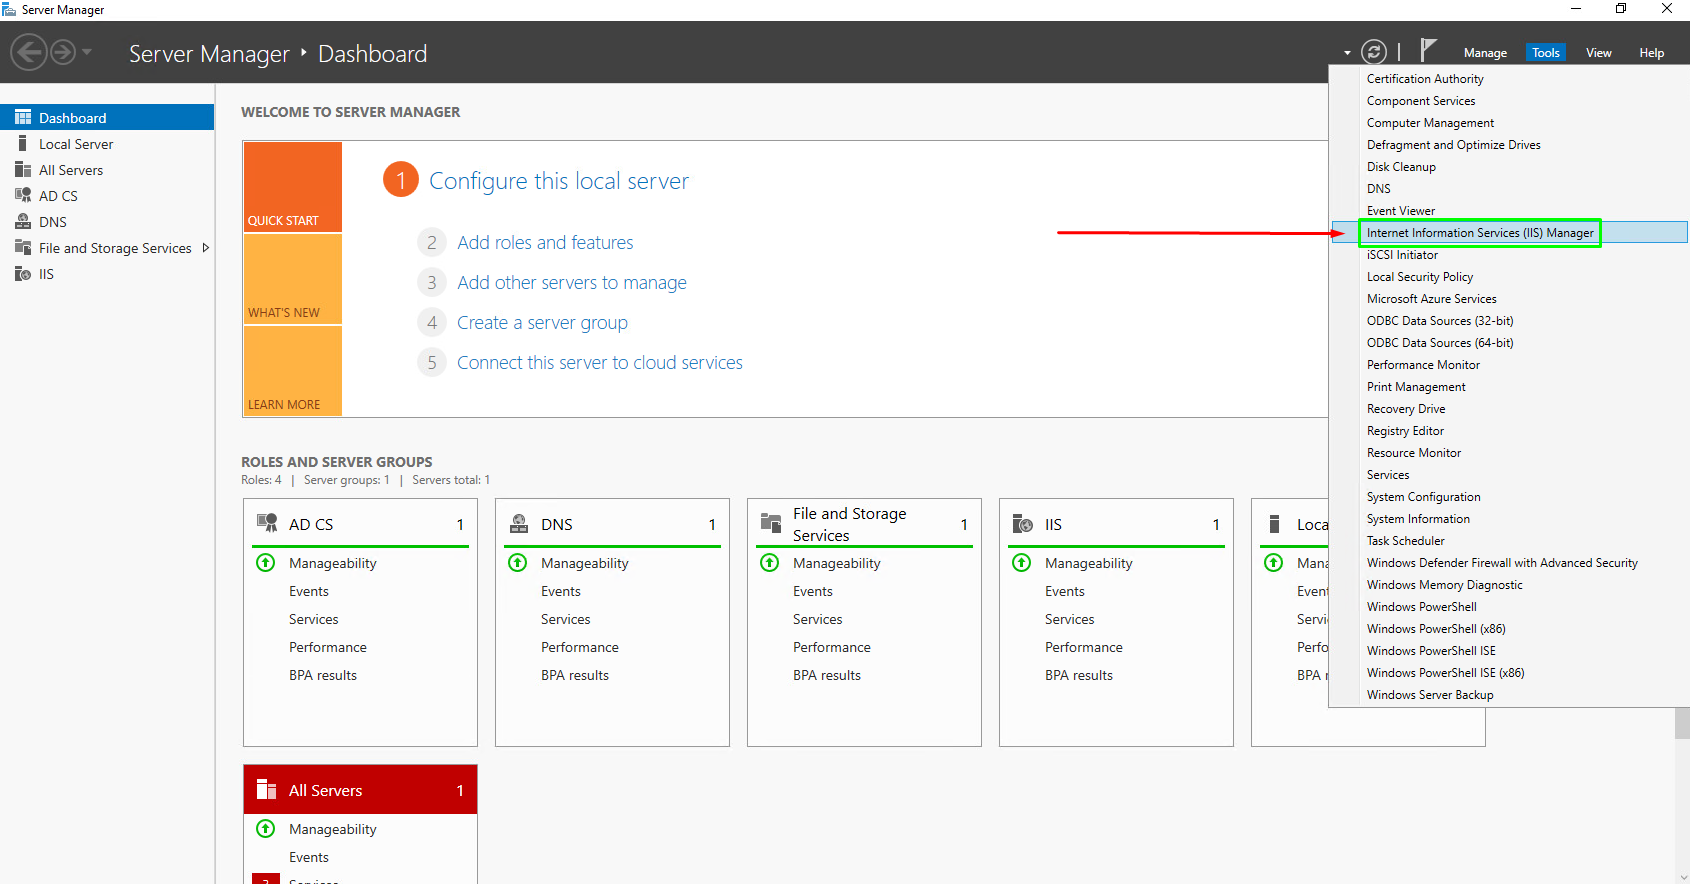 Server Manager
Server Manager ‣ Dashboard
Manage Tools View Help
Dashboard
Local Server
All Servers
AD CS
DNS
File and Storage Services
IIS
WELCOME TO SERVER MANAGER
QUICK START
WHAT'S NEW
LEARN MORE
1 Configure this local server
2 Add roles and features
3 Add other servers to manage
4 Create a server group
5 Connect this server to cloud services
Certification Authority
Component Services
Computer Management
Defragment and Optimize Drives
Disk Cleanup
DNS
Event Viewer
Internet Information Services (IIS) Manager
iSCSI Initiator
Local Security Policy
Microsoft Azure Services
ODBC Data Sources (32-bit)
ODBC Data Sources (64-bit)
Performance Monitor
Print Management
Recovery Drive
Registry Editor
Resource Monitor
Services
System Configuration
System Information
Task Scheduler
Windows Defender Firewall with Advanced Security
Windows Memory Diagnostic
Windows PowerShell
Windows PowerShell (x86)
Windows PowerShell ISE
Windows PowerShell ISE (x86)
Windows Server Backup
ROLES AND SERVER GROUPS
Roles: 4 | Server groups: 1 | Servers total: 1
AD CS 1
Manageability
Events
Services
Performance
BPA results
DNS 1
Manageability
Events
Services
Performance
BPA results
File and Storage
Services 1
Manageability
Events
Services
Performance
BPA results
IIS 1
Manageability
Events
Services
Performance
BPA results
Loca
Mana
Even
Servi
Perfo
BPA r
All Servers 1
Manageability
Events
Services